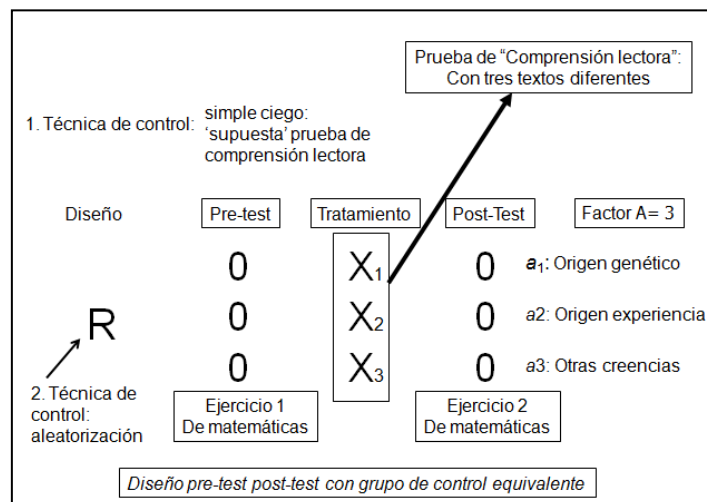 Prueba de “Comprensión lectora”:
Con tres textos diferentes
1. Técnica de control:
simple ciego:
‘supuesta’ prueba de
comprensión lectora
Diseño
Pre-test
Tratamiento
Post-Test
Factor A= 3
0 X1 0 a1: Origen genético
R
0 X2 0 a2: Origen experiencia
0 X3 0 a3: Otras creencias
2. Técnica de
control:
aleatorización
Ejercicio 1
De matemáticas
Ejercicio 2
De matemáticas
Diseño pre-test post-test con grupo de control equivalente